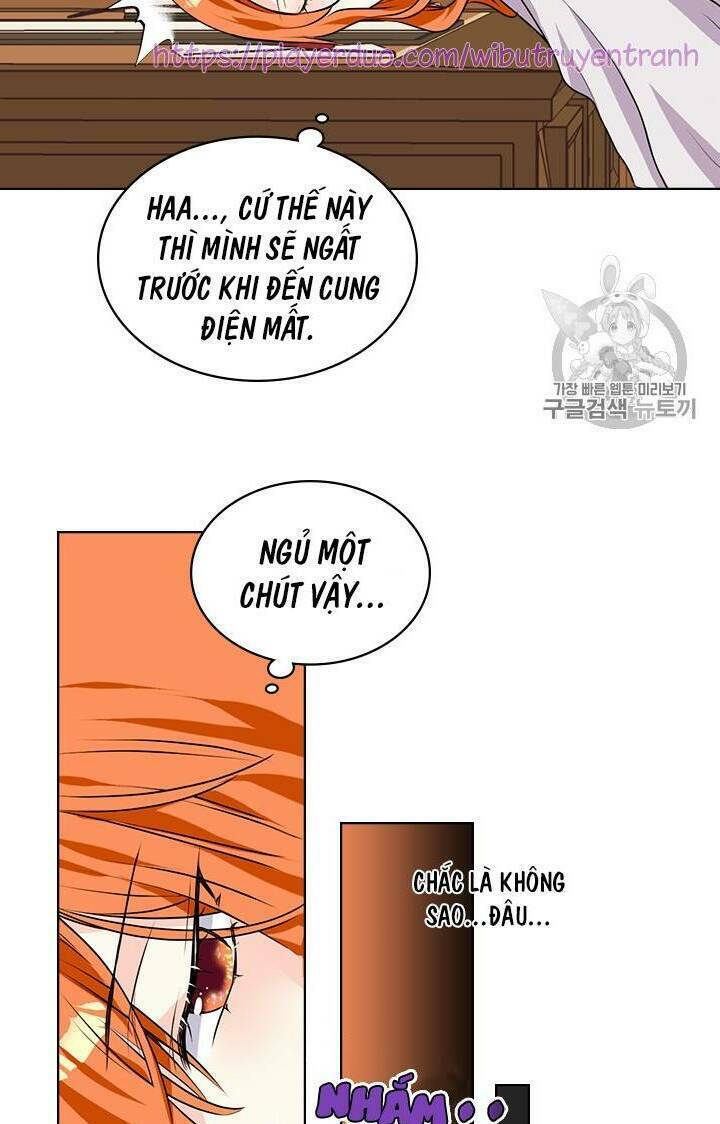 https://playerduo.com/wibutruyentranh
HAA..., CỨ THẾ NÀY
THÌ MÌNH SẼ NGẤT
TRƯỚC KHI ĐẾN CUNG
ĐIỆN MẤT.
가장 빠른 웹툰 미리보기
구글검색 뉴토끼
NGỦ MỘT
CHÚT VẬY...
CHẮC LÀ KHÔNG
SAO...ĐÂU...
NHẮM..